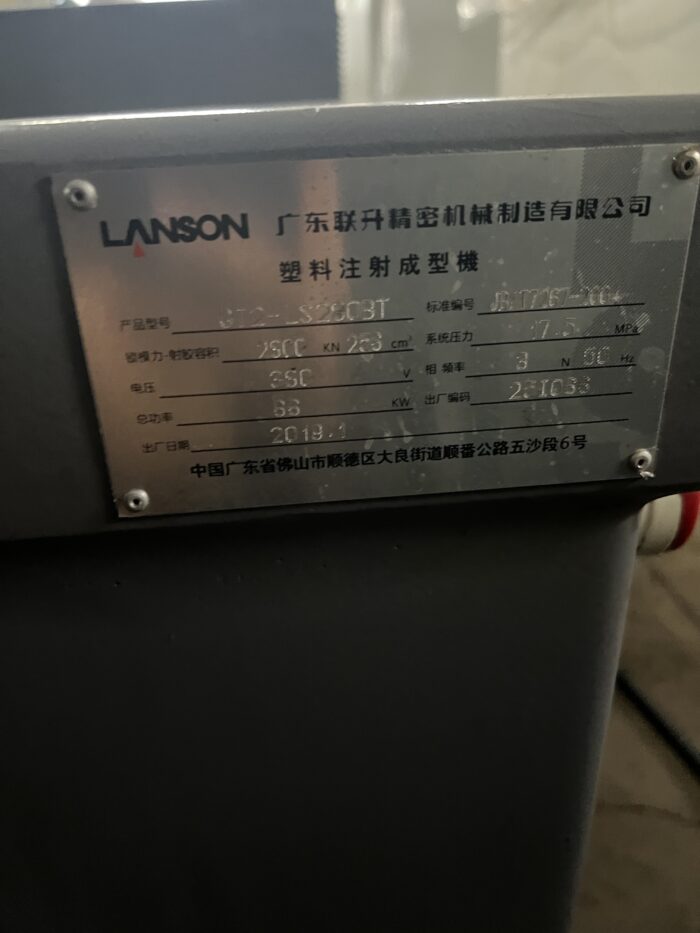 LANSON 广东联升精密机械制造有限公司
塑料注射成型機
产品型号 GT2-LS280BT 标准编号
锁模力-射胶容积 2800 KN cm³ 系统压力 17.5 MPa
电压 380 V 相 频率 3 N 50 Hz
总功率 KW 出厂编码
出厂日期 2019.1
中国广东省佛山市顺德区大良街道顺番公路五沙段6号